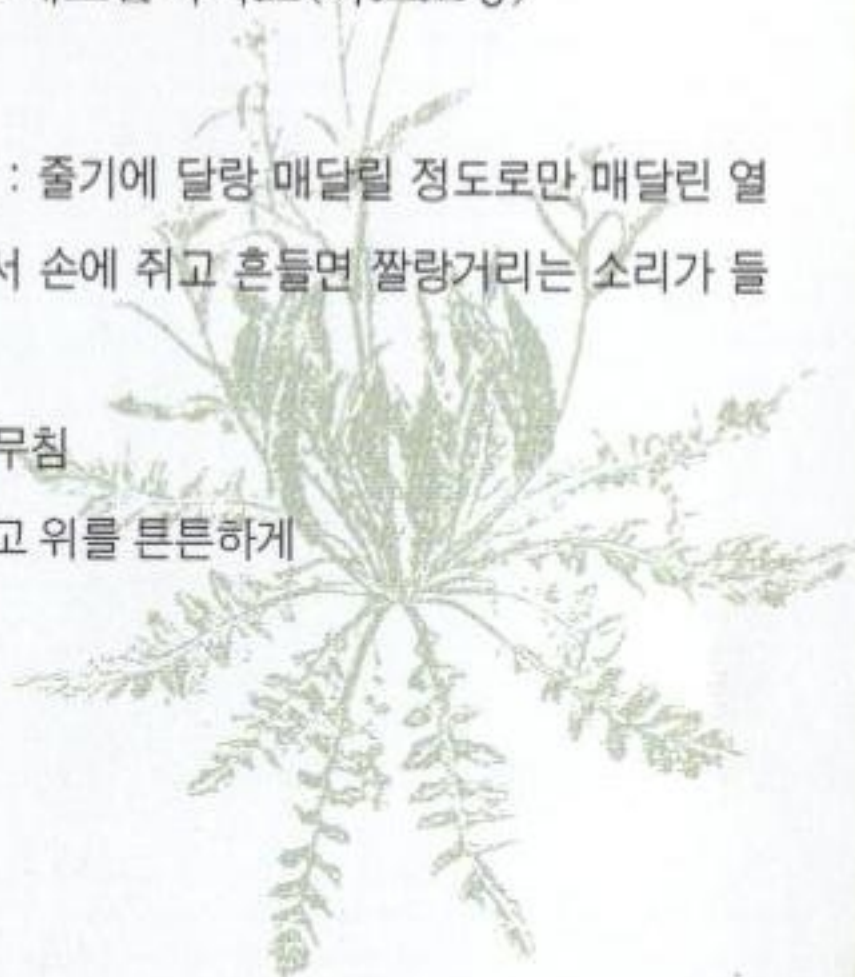 : 줄기에 달랑 매달릴 정도로만 매달린 열
서 손에 쥐고 흔들면 짤랑거리는 소리가 들
무침
고 위를 튼튼하게